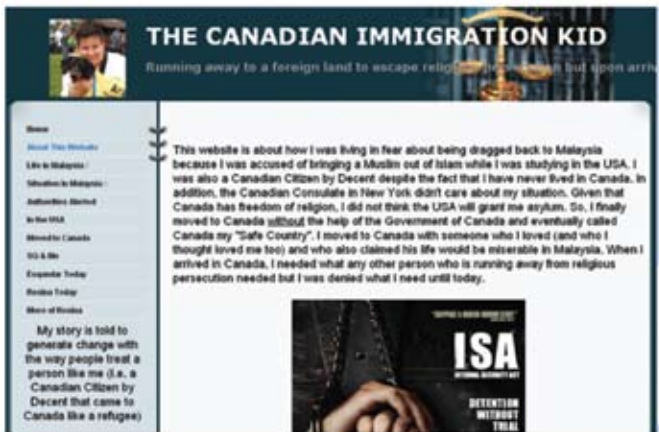 THE CANADIAN IMMIGRATION KID
Running away to a foreign land to escape but upon
Home
About This Website
Life in Malaysia
Situation in Malaysia
Authorities Alerted
In the USA
Moved to Canada
SG & Me
Esquador Today
Rosina Today
More of Rosina
My story is told to
generate change with
the way people treat a
person like me (i.e. a
Canadian Citizen by
Decent that came to
Canada like a refugee)
This website is about how I was living in fear about being dragged back to Malaysia
because I was accused of bringing a Muslim out of Islam while I was studying in the USA. I
was also a Canadian Citizen by Decent despite the fact that I have never lived in Canada. In
addition, the Canadian Consulate in New York didn't care about my situation. Given that
Canada has freedom of religion, I did not think the USA will grant me asylum. So, I finally
moved to Canada without the help of the Government of Canada and eventually called
Canada my "Safe Country". I moved to Canada with someone who I loved (and who I
thought loved me too) and who also claimed his life would be miserable in Malaysia. When I
arrived in Canada, I needed what any other person who is running away from religious
persecution needed but I was denied what I need until today.
ISA
INTERNAL SECURITY ACT
DETENTION
WITHOUT
TRIAL